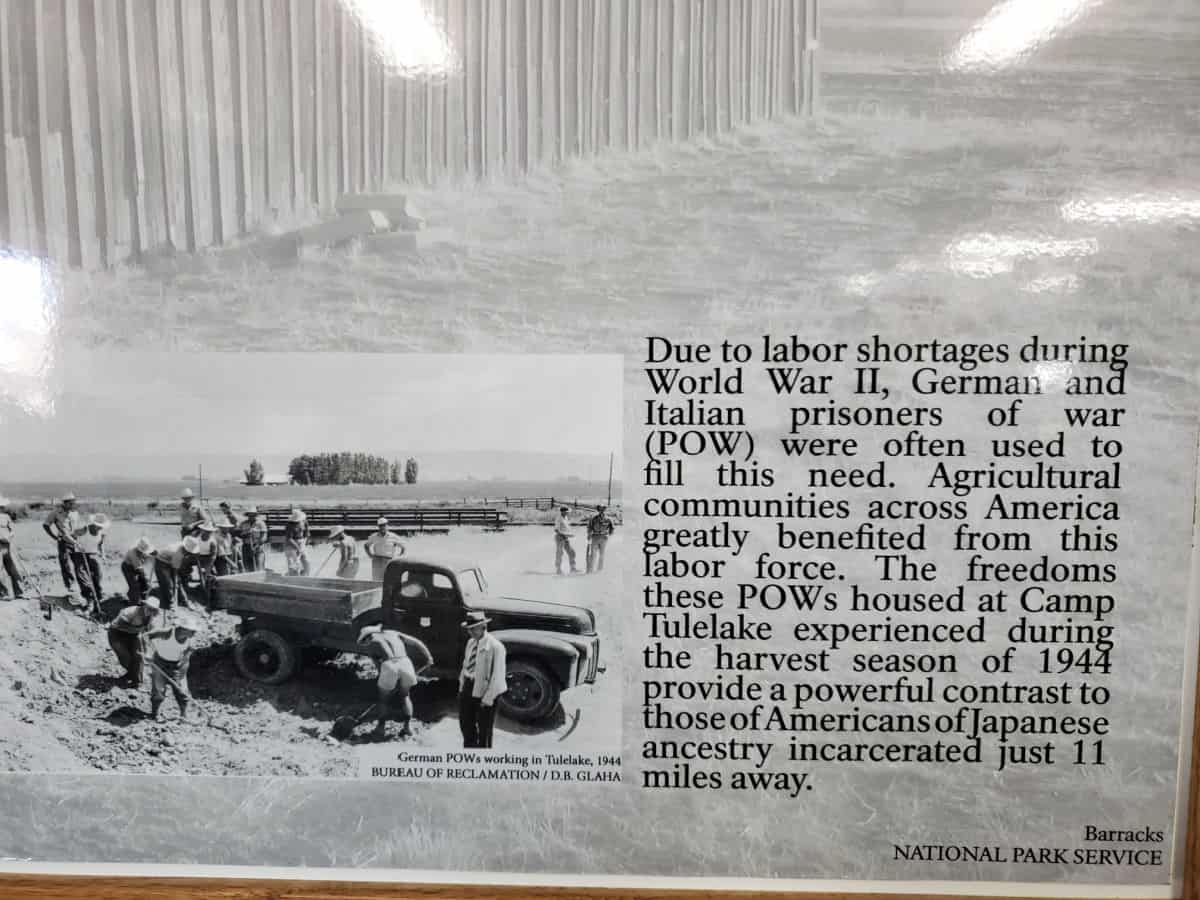 Due to labor shortages during
World War II, German and
Italian prisoners of war
(POW) were often used to
fill this need. Agricultural
communities across America
greatly benefited from this
labor force. The freedoms
these POWs housed at Camp
Tulelake experienced during
the harvest season of 1944
provide a powerful contrast to
those of Americans of Japanese
ancestry incarcerated just 11
miles away.
German POWs working in Tulelake, 1944
BUREAU OF RECLAMATION / D.B. GLAHA
Barracks
NATIONAL PARK SERVICE